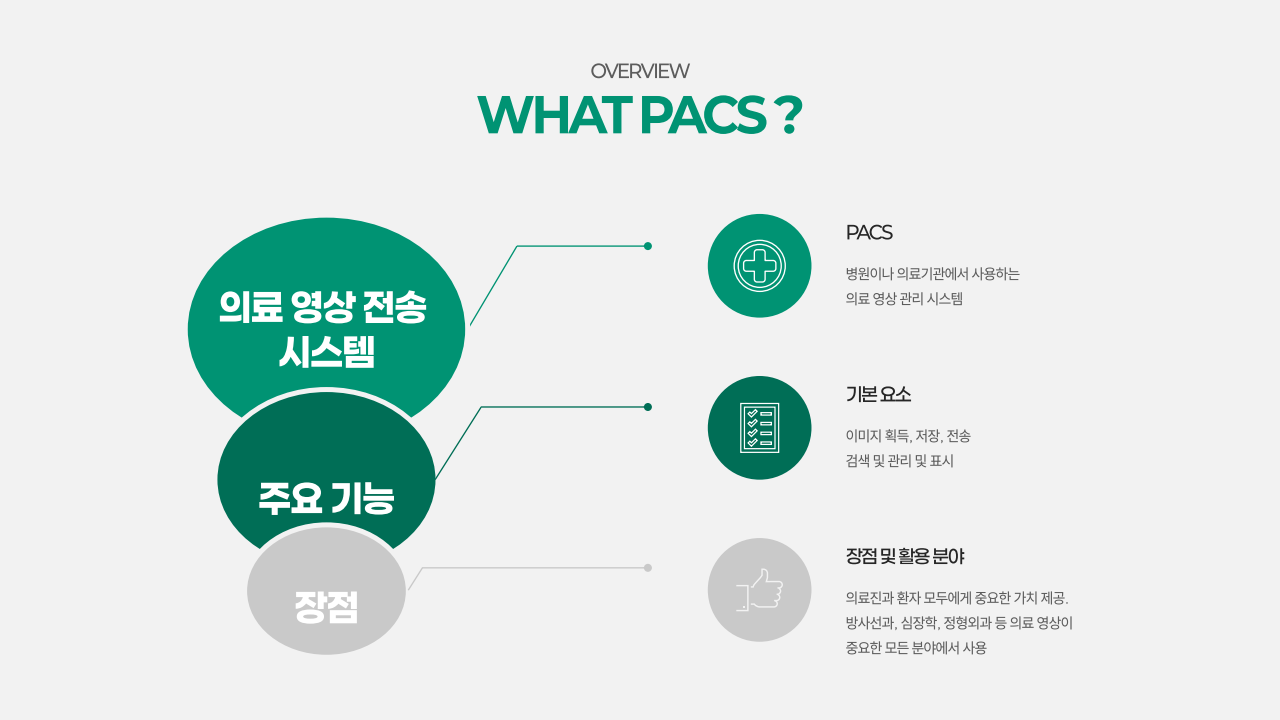 OVERVIEW
WHAT PACS ?
의료 영상 전송
시스템
주요 기능
장점
PACS
병원이나 의료기관에서 사용하는
의료 영상 관리 시스템
기본 요소
이미지 획득, 저장, 전송
검색 및 관리 및 표시
장점 및 활용 분야
의료진과 환자 모두에게 중요한 가치 제공.
방사선과, 심장학, 정형외과 등 의료 영상이
중요한 모든 분야에서 사용